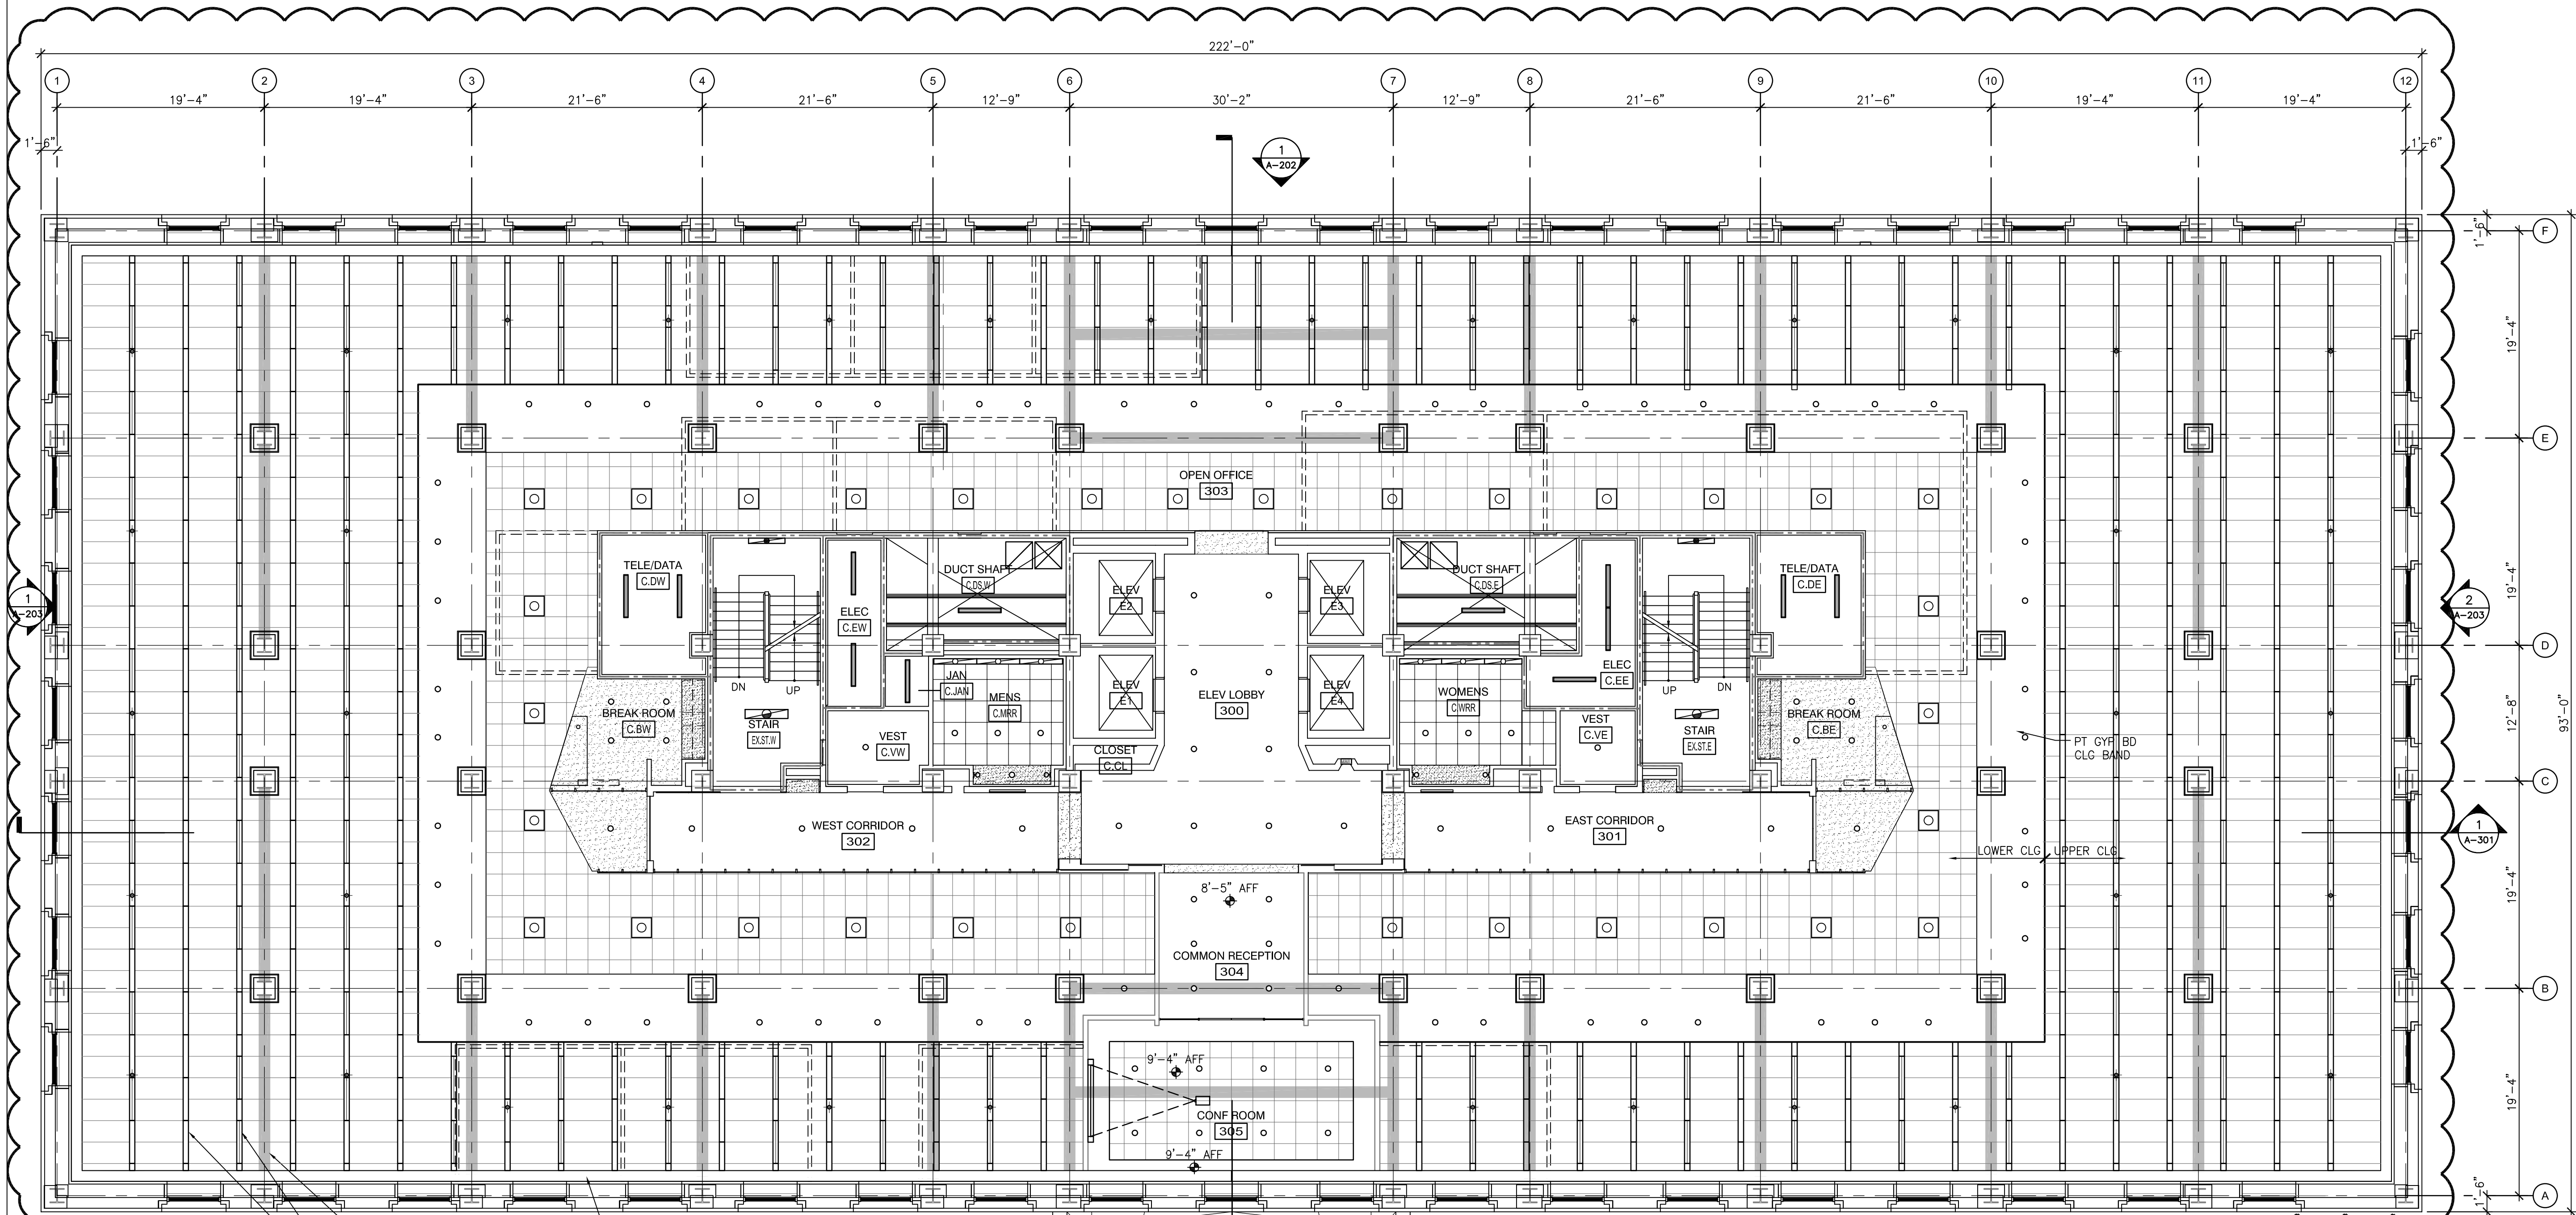 222'-0"
1 2 3 4 5 6 7 8 9 10 11 12
19'-4" 19'-4" 21'-6" 21'-6" 12'-9" 30'-2" 12'-9" 21'-6" 21'-6" 19'-4" 19'-4"
1'-6" 1'-6"
1
A-202
F
1'-6"
19'-4"
E
OPEN OFFICE
303
TELE/DATA
C.DW
DUCT SHAFT
C.DS.W
ELEV
E2
ELEV
E3
DUCT SHAFT
C.DS.E
TELE/DATA
C.DE
1
A-203
2
A-203
19'-4"
ELEC
C.EW
D
JAN
C.JAN
MENS
C.MRR
ELEV
E1
ELEV LOBBY
300
ELEV
E4
WOMENS
C.WRR
ELEC
C.EE
DN UP
UP DN
BREAK ROOM
C.BW
STAIR
EX.ST.W
VEST
C.VW
CLOSET
C.CL
VEST
C.VE
STAIR
EX.ST.E
BREAK ROOM
C.BE
12'-8"
93'-0"
PT GYP BD
CLG BAND
C
WEST CORRIDOR
302
EAST CORRIDOR
301
1
A-301
LOWER CLG UPPER CLG
19'-4"
8'-5" AFF
COMMON RECEPTION
304
B
9'-4" AFF
CONF ROOM
305
19'-4"
9'-4" AFF
1'-6"
A